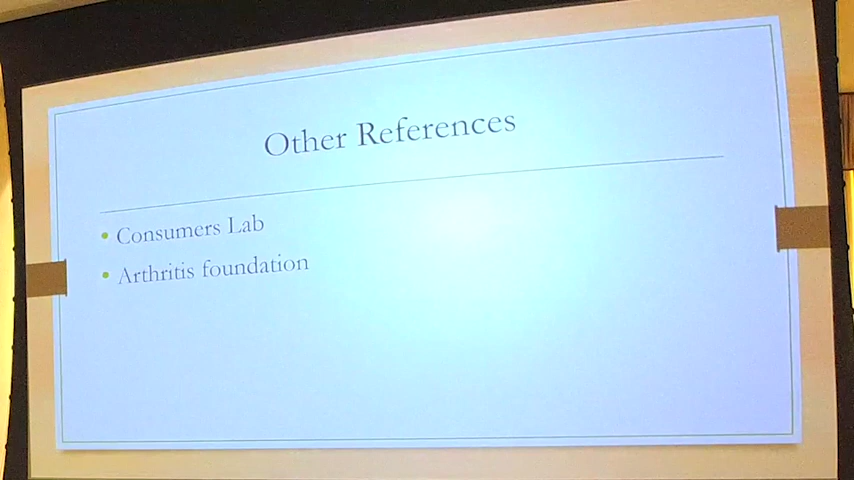 Other References
• Consumers Lab
• Arthritis foundation